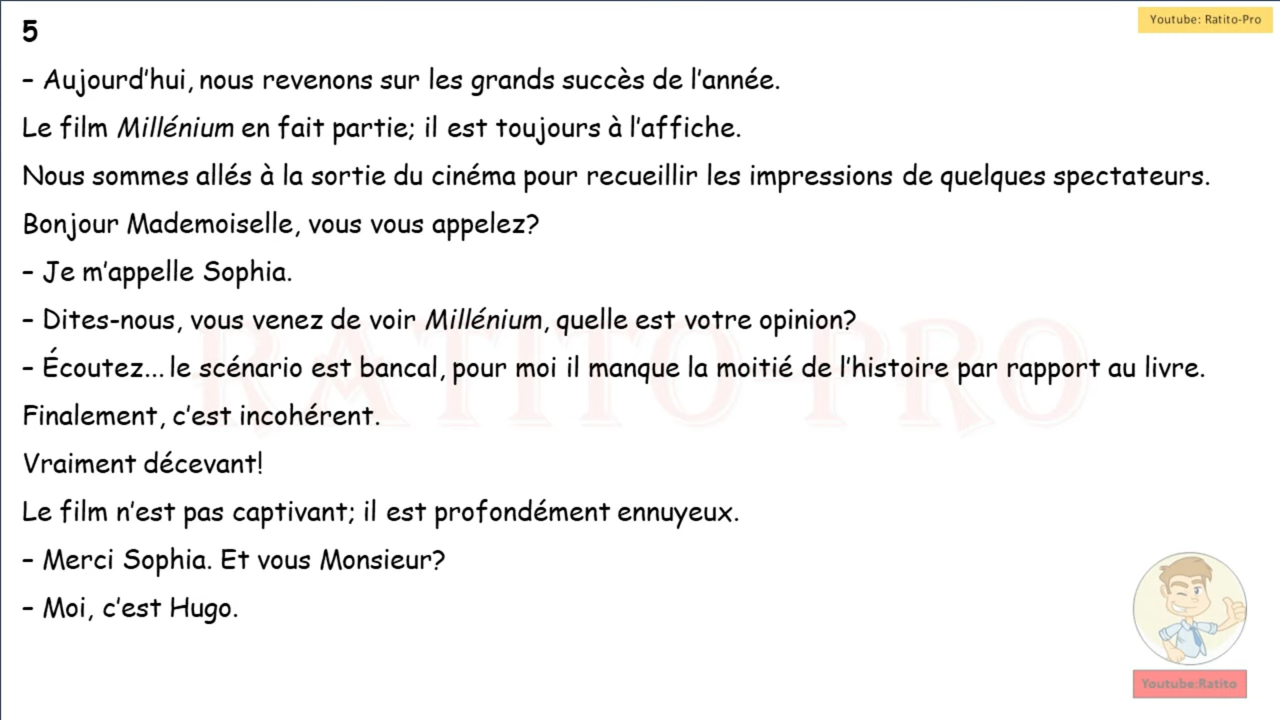 5
Youtube: Ratito-Pro
– Aujourd'hui, nous revenons sur les grands succès de l'année.
Le film Millénium en fait partie; il est toujours à l'affiche.
Nous sommes allés à la sortie du cinéma pour recueillir les impressions de quelques spectateurs.
Bonjour Mademoiselle, vous vous appelez?
– Je m'appelle Sophia.
– Dites-nous, vous venez de voir Millénium, quelle est votre opinion?
– Écoutez... le scénario est bancal, pour moi il manque la moitié de l'histoire par rapport au livre.
RATITO-PRO
Finalement, c'est incohérent.
Vraiment décevant!
Le film n'est pas captivant; il est profondément ennuyeux.
– Merci Sophia. Et vous Monsieur?
– Moi, c'est Hugo.
Youtube:Ratito